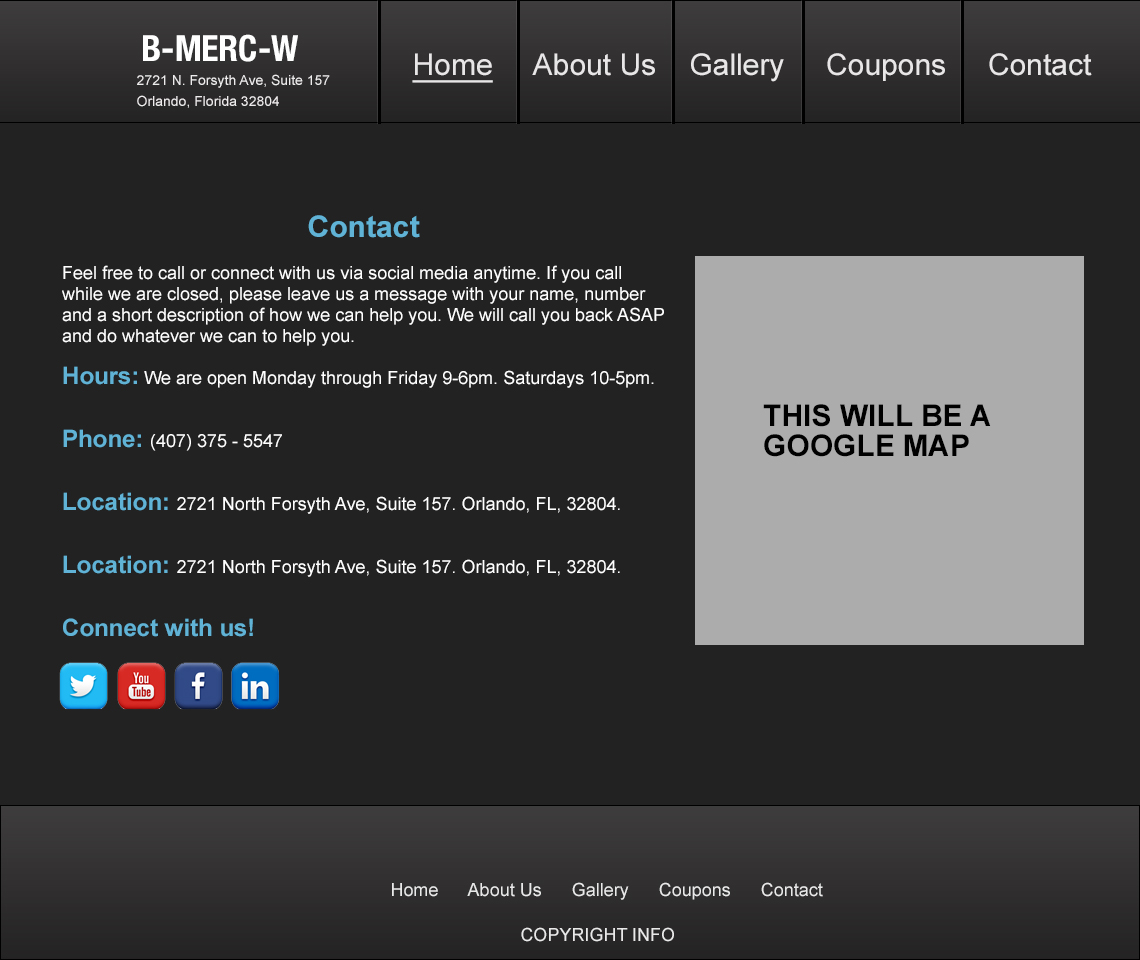 B-MERC-W
2721 N. Forsyth Ave, Suite 157
Orlando, Florida 32804
Home About Us Gallery Coupons Contact
Contact
Feel free to call or connect with us via social media anytime. If you call
while we are closed, please leave us a message with your name, number
and a short description of how we can help you. We will call you back ASAP
and do whatever we can to help you.
Hours: We are open Monday through Friday 9-6pm. Saturdays 10-5pm.
Phone: (407) 375 - 5547
Location: 2721 North Forsyth Ave, Suite 157. Orlando, FL, 32804.
Location: 2721 North Forsyth Ave, Suite 157. Orlando, FL, 32804.
Connect with us!
You
Tube
f
in
THIS WILL BE A
GOOGLE MAP
Home About Us Gallery Coupons Contact
COPYRIGHT INFO